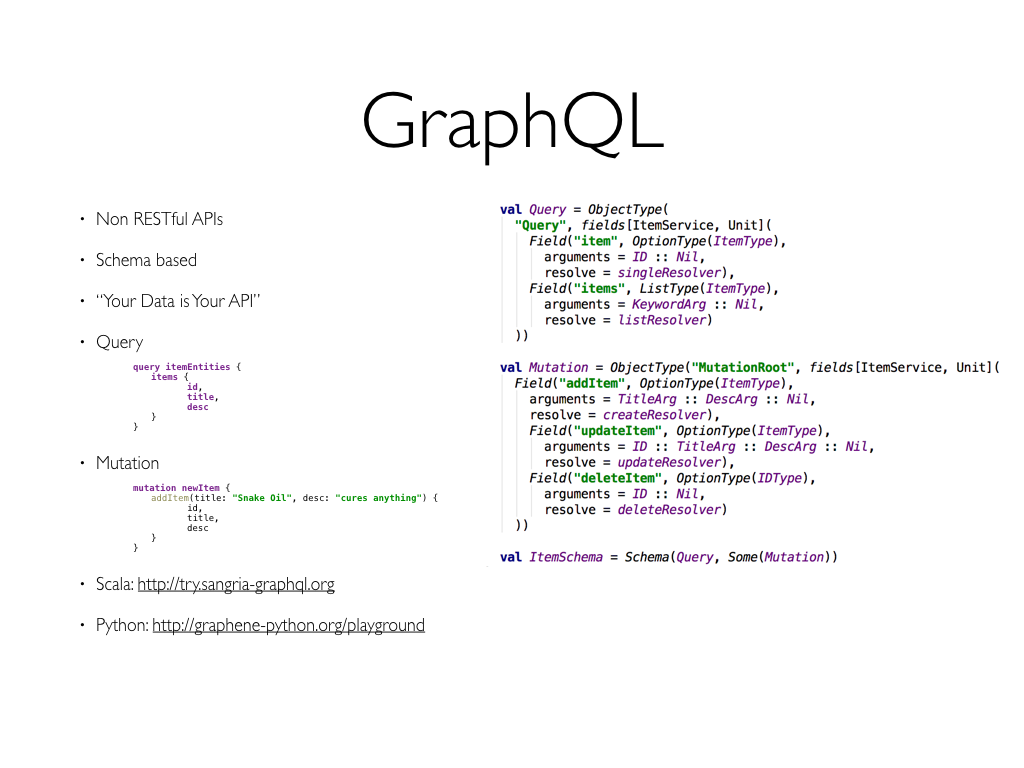 GraphQL
• Non RESTful APIs
• Schema based
• “Your Data is Your API”
• Query
query itemEntities {
items {
id,
title,
desc
}
}
• Mutation
mutation newItem {
addItem(title: "Snake Oil", desc: "cures anything") {
id,
title,
desc
}
}
• Scala: http://try.sangria-graphql.org
• Python: http://graphene-python.org/playground
val Query = ObjectType(
"Query", fields[ItemService, Unit](
Field("item", OptionType(ItemType),
arguments = ID :: Nil,
resolve = singleResolver),
Field("items", ListType(ItemType),
arguments = KeywordArg :: Nil,
resolve = listResolver)
))
val Mutation = ObjectType("MutationRoot", fields[ItemService, Unit](
Field("addItem", OptionType(ItemType),
arguments = TitleArg :: DescArg :: Nil,
resolve = createResolver),
Field("updateItem", OptionType(ItemType),
arguments = ID :: TitleArg :: DescArg :: Nil,
resolve = updateResolver),
Field("deleteItem", OptionType(IDType),
arguments = ID :: Nil,
resolve = deleteResolver)
))
val ItemSchema = Schema(Query, Some(Mutation))